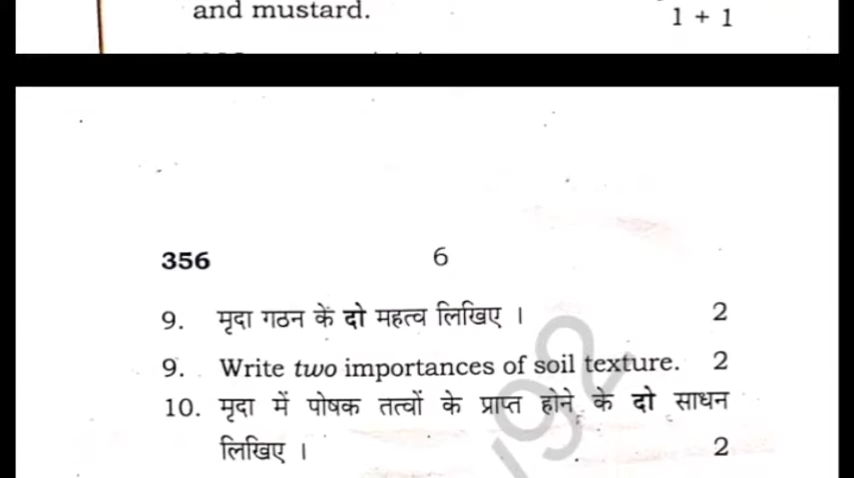 and mustard.
1 + 1
356 6
9. मृदा गठन के दो महत्व लिखिए । 2
9. Write two importances of soil texture. 2
10. मृदा में पोषक तत्वों के प्राप्त होने के दो साधन
लिखिए । 2